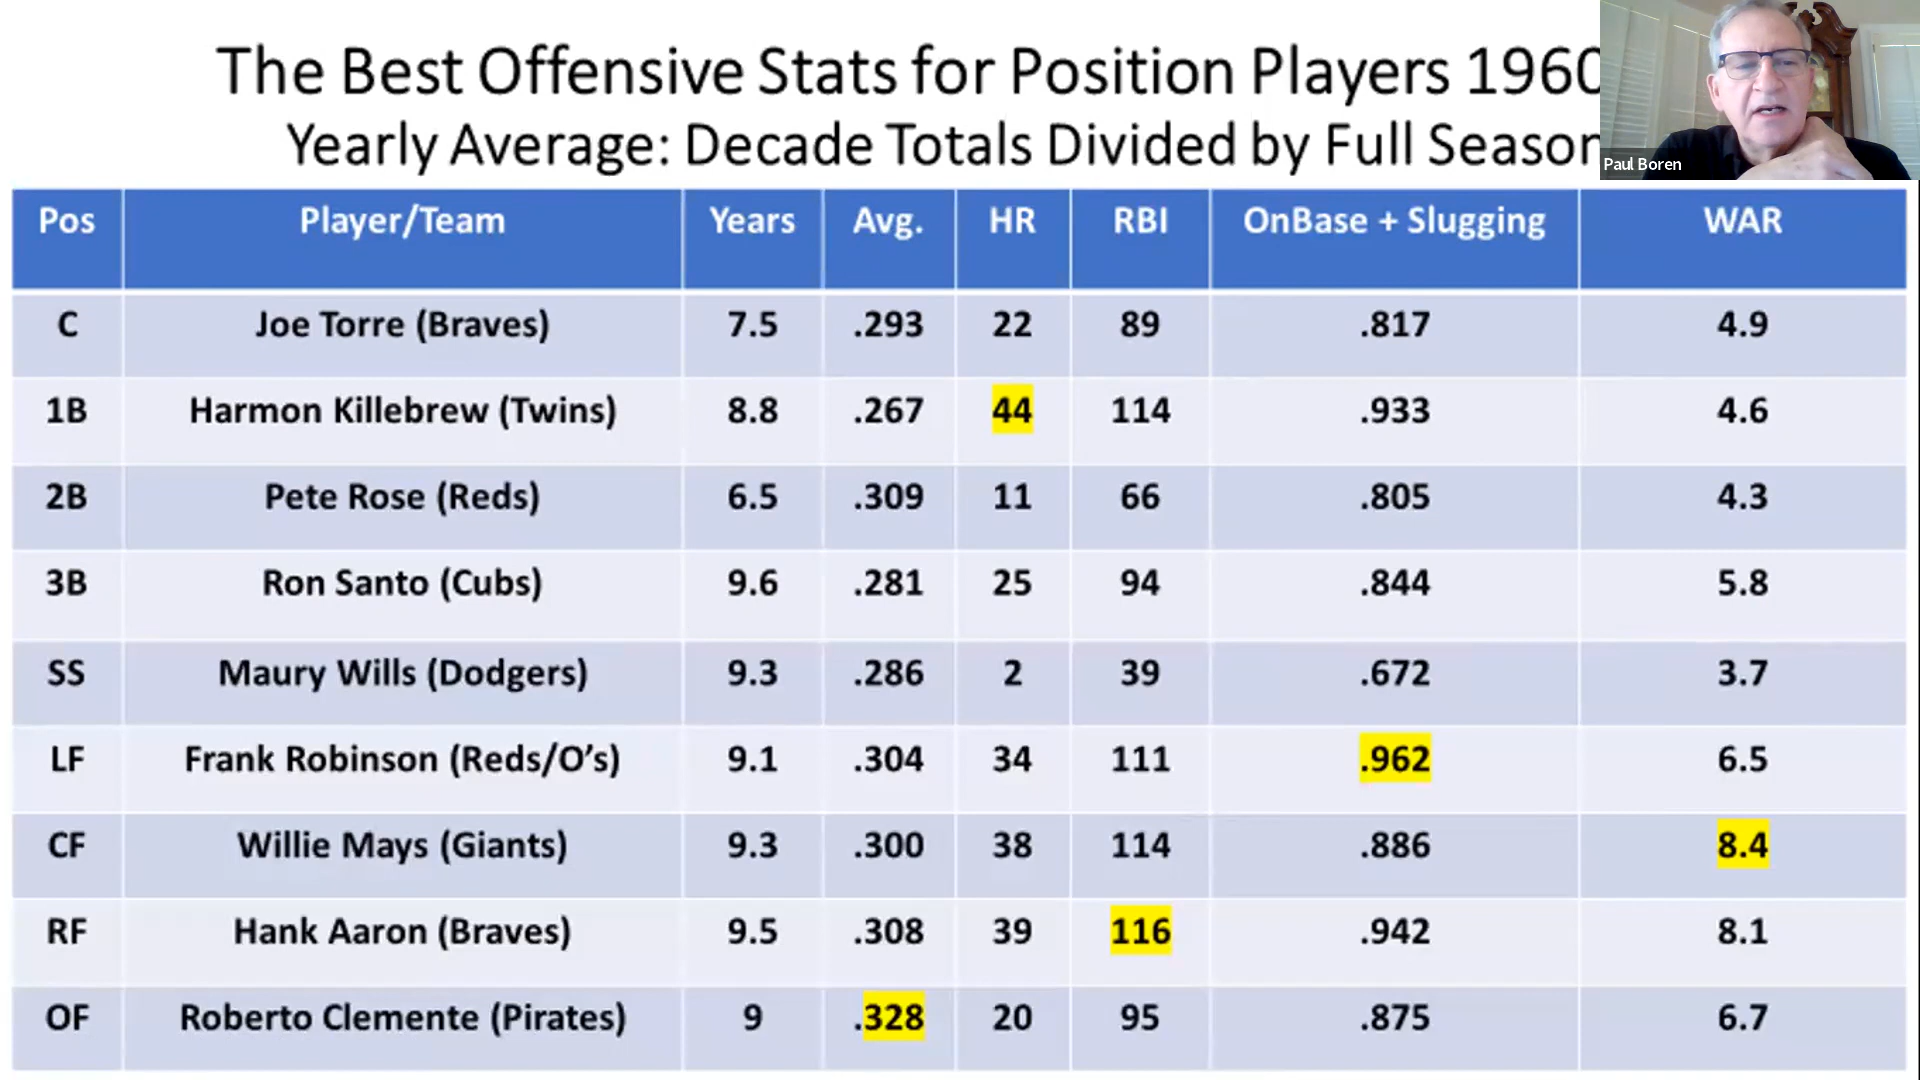 The Best Offensive Stats for Position Players 1960
Yearly Average: Decade Totals Divided by Full Season
Paul Boren
Pos Player/Team Years Avg. HR RBI OnBase + Slugging WAR
C Joe Torre (Braves) 7.5 .293 22 89 .817 4.9
1B Harmon Killebrew (Twins) 8.8 .267 44 114 .933 4.6
2B Pete Rose (Reds) 6.5 .309 11 66 .805 4.3
3B Ron Santo (Cubs) 9.6 .281 25 94 .844 5.8
SS Maury Wills (Dodgers) 9.3 .286 2 39 .672 3.7
LF Frank Robinson (Reds/O’s) 9.1 .304 34 111 .962 6.5
CF Willie Mays (Giants) 9.3 .300 38 114 .886 8.4
RF Hank Aaron (Braves) 9.5 .308 39 116 .942 8.1
OF Roberto Clemente (Pirates) 9 .328 20 95 .875 6.7